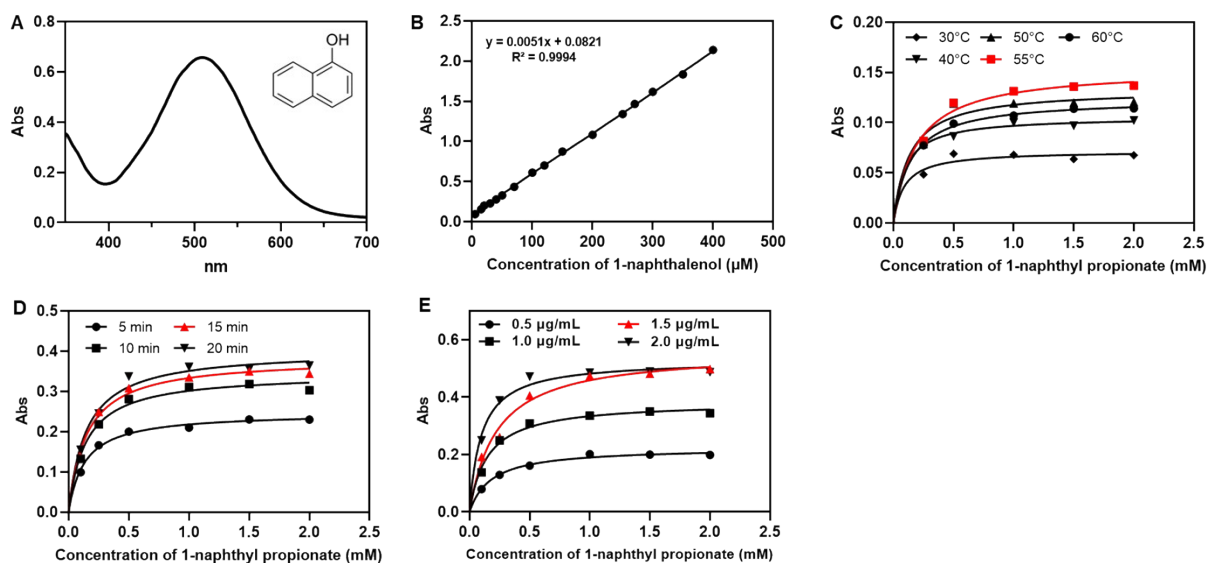 A
Abs
0.8
0.6
0.4
0.2
0.0
400
500
600
700
nm
OH
B
Abs
2.5
2.0
1.5
1.0
0.5
0.0
y = 0.0051x + 0.0821
R² = 0.9994
0
100
200
300
400
500
Concentration of 1-naphthalenol (µM)
C
Abs
0.20
0.15
0.10
0.05
0.00
30°C
50°C
60°C
40°C
55°C
0.0
0.5
1.0
1.5
2.0
2.5
Concentration of 1-naphthyl propionate (mM)
D
Abs
0.5
0.4
0.3
0.2
0.1
0.0
5 min
15 min
10 min
20 min
0.0
0.5
1.0
1.5
2.0
2.5
Concentration of 1-naphthyl propionate (mM)
E
Abs
0.6
0.4
0.2
0.0
0.5 µg/mL
1.5 µg/mL
1.0 µg/mL
2.0 µg/mL
0.0
0.5
1.0
1.5
2.0
2.5
Concentration of 1-naphthyl propionate (mM)